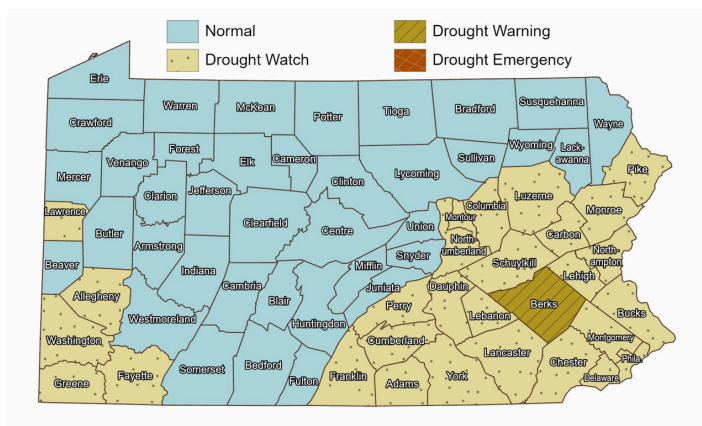 Normal
Drought Warning
Drought Watch
Drought Emergency
Erie
Warren
McKean
Potter
Tioga
Bradford
Susquehanna
Wayne
Crawford
Forest
Wyoming
Lack-
awanna
Venango
Elk
Cameron
Sullivan
Mercer
Clarion
Jefferson
Clinton
Lycoming
Pike
Lawrence
Butler
Clearfield
Centre
Union
Montour
Columbia
Luzerne
Monroe
Armstrong
North-
umberland
Carbon
Beaver
Indiana
Mifflin
Snyder
Schuylkill
North-
ampton
Lehigh
Allegheny
Cambria
Blair
Huntingdon
Juniata
Perry
Dauphin
Lebanon
Berks
Bucks
Washington
Westmoreland
Cumberland
Montgomery
Greene
Fayette
Somerset
Bedford
Fulton
Franklin
Adams
York
Lancaster
Chester
Delaware
Phila.